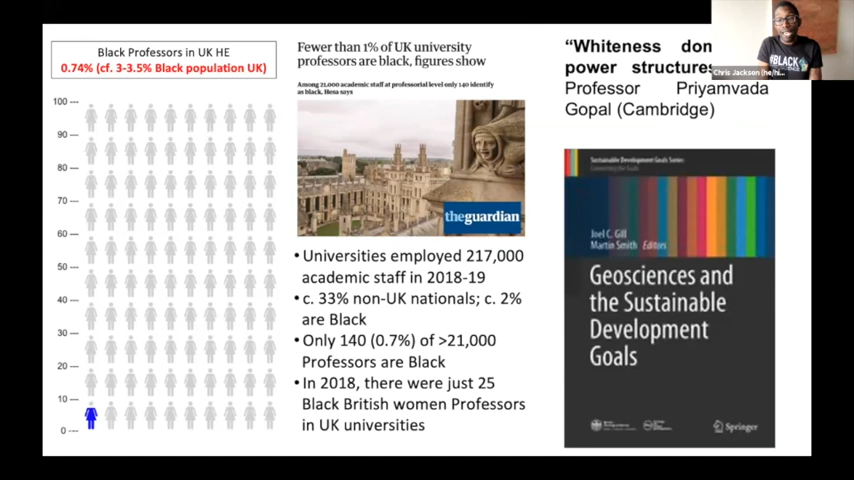 Black Professors in UK HE
0.74% (cf. 3-3.5% Black population UK)
100
90
80
70
60
50
40
30
20
10
0
Fewer than 1% of UK university
professors are black, figures show
Among 21,000 academic staff at professorial level only 140 identify
as black, Hesa says
theguardian
• Universities employed 217,000
academic staff in 2018-19
• c. 33% non-UK nationals; c. 2%
are Black
• Only 140 (0.7%) of >21,000
Professors are Black
• In 2018, there were just 25
Black British women Professors
in UK universities
“Whiteness dom
power structures
Professor Priyamvada
Gopal (Cambridge)
Chris Jackson (he/hi...
#BLACK
Sustainable Development Goals Series
Joel C. Gill
Martin Smith Editors
Geosciences and
the Sustainable
Development
Goals
Springer